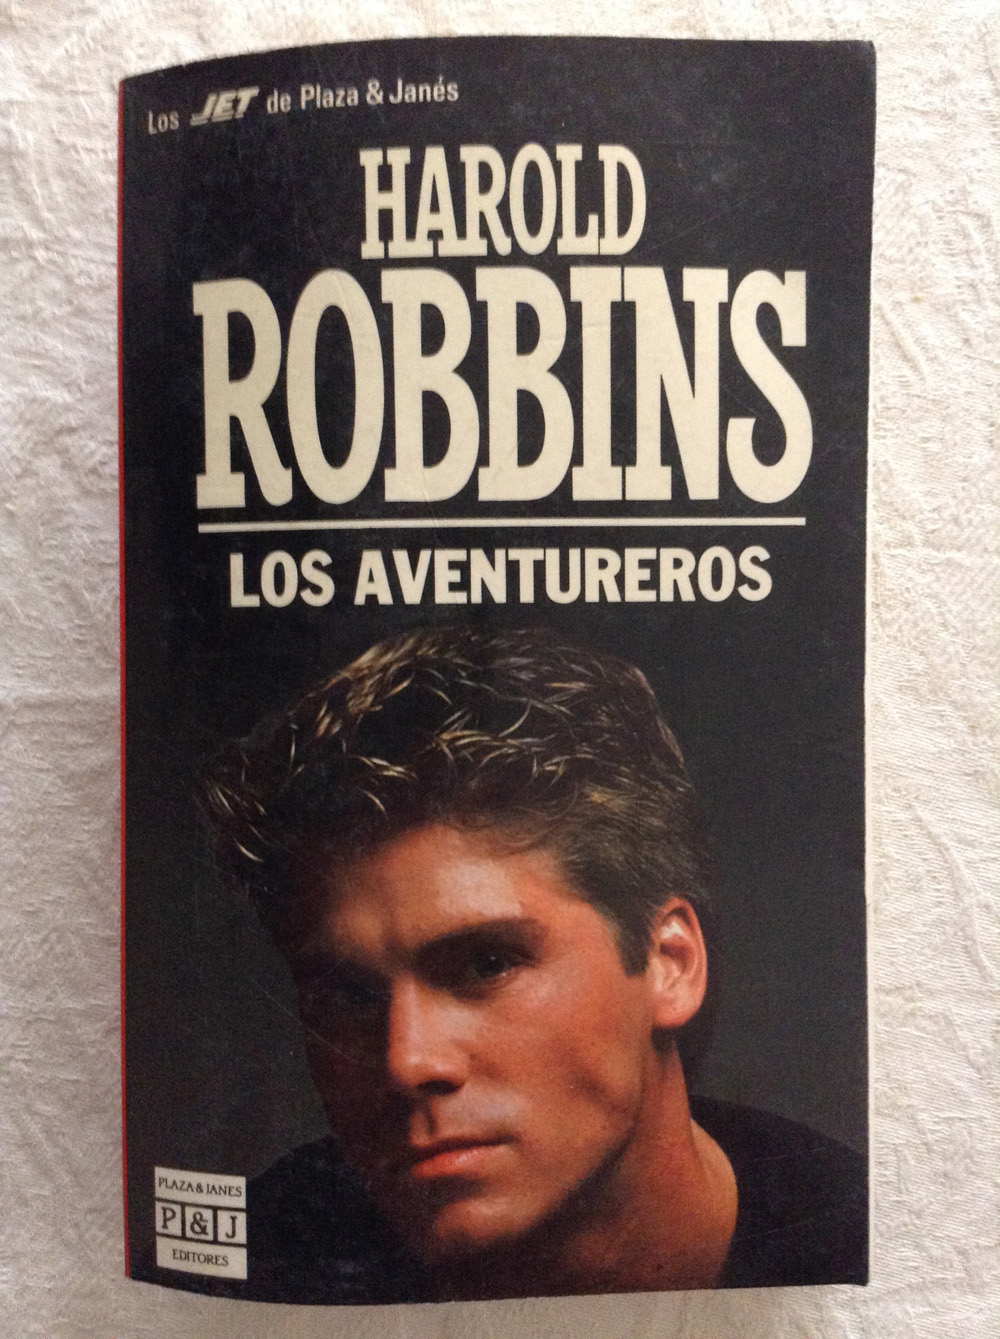 Los JET de Plaza & Janés
HAROLD
ROBBINS
LOS AVENTUREROS
PLAZA & JANES
P & J
EDITORES